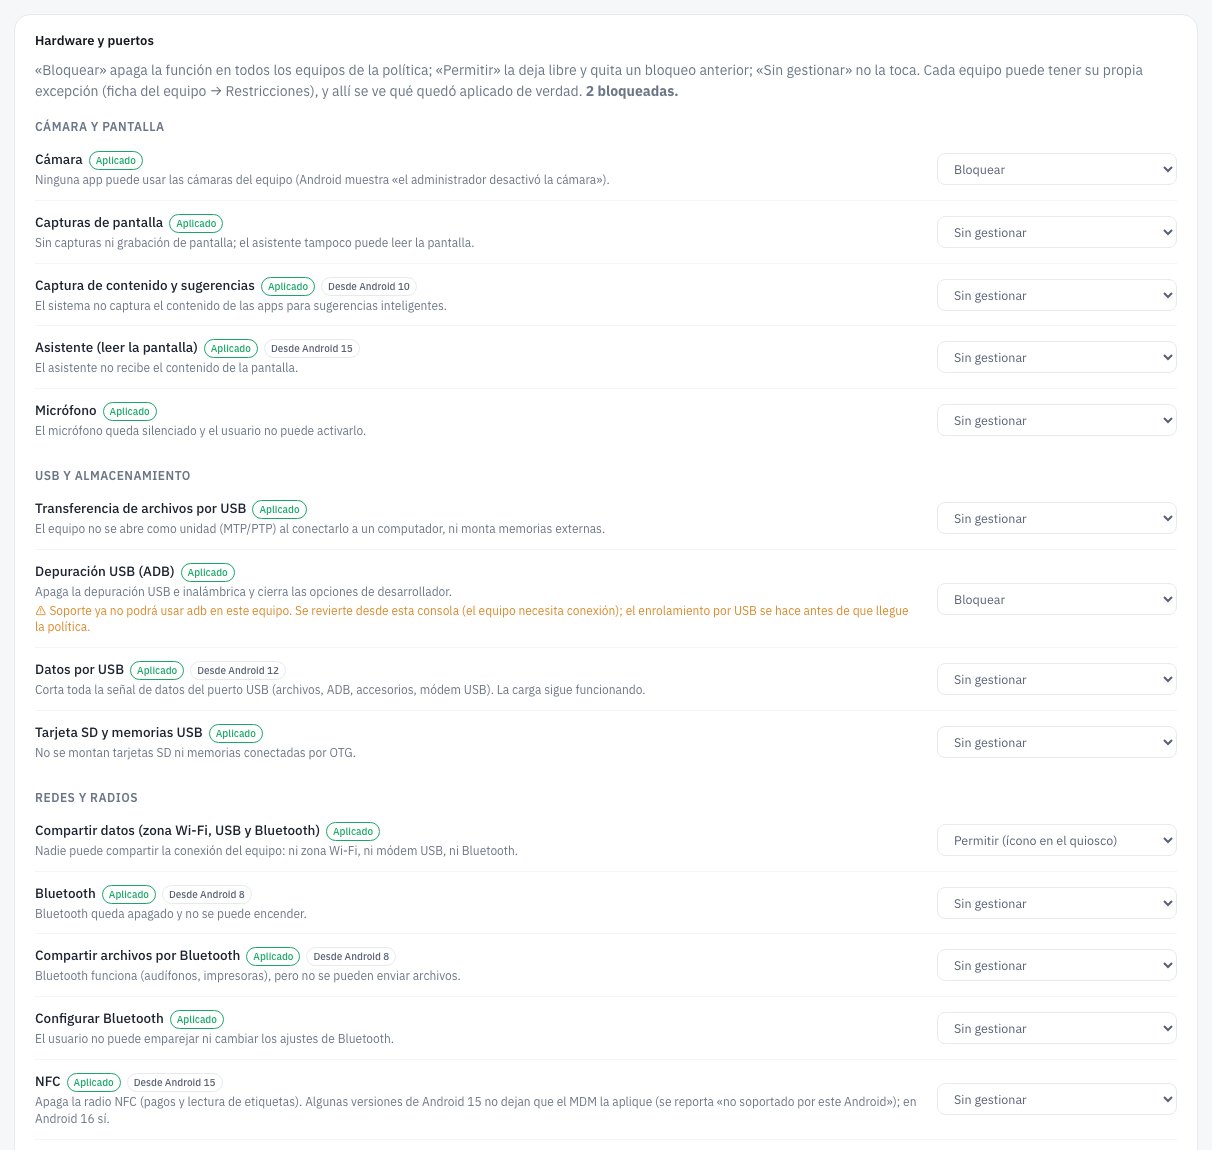 Hardware y puertos
«Bloquear» apaga la función en todos los equipos de la política; «Permitir» la deja libre y quita un bloqueo anterior; «Sin gestionar» no la toca. Cada equipo puede tener su propia
excepción (ficha del equipo → Restricciones), y allí se ve qué quedó aplicado de verdad. 2 bloqueadas.
CÁMARA Y PANTALLA
Cámara Aplicado
Ninguna app puede usar las cámaras del equipo (Android muestra «el administrador desactivó la cámara»).
Bloquear
Capturas de pantalla Aplicado
Sin capturas ni grabación de pantalla; el asistente tampoco puede leer la pantalla.
Sin gestionar
Captura de contenido y sugerencias Aplicado Desde Android 10
El sistema no captura el contenido de las apps para sugerencias inteligentes.
Sin gestionar
Asistente (leer la pantalla) Aplicado Desde Android 15
El asistente no recibe el contenido de la pantalla.
Sin gestionar
Micrófono Aplicado
El micrófono queda silenciado y el usuario no puede activarlo.
Sin gestionar
USB Y ALMACENAMIENTO
Transferencia de archivos por USB Aplicado
El equipo no se abre como unidad (MTP/PTP) al conectarlo a un computador, ni monta memorias externas.
Sin gestionar
Depuración USB (ADB) Aplicado
Apaga la depuración USB e inalámbrica y cierra las opciones de desarrollador.
⚠ Soporte ya no podrá usar adb en este equipo. Se revierte desde esta consola (el equipo necesita conexión); el enrolamiento por USB se hace antes de que llegue
la política.
Bloquear
Datos por USB Aplicado Desde Android 12
Corta toda la señal de datos del puerto USB (archivos, ADB, accesorios, módem USB). La carga sigue funcionando.
Sin gestionar
Tarjeta SD y memorias USB Aplicado
No se montan tarjetas SD ni memorias conectadas por OTG.
Sin gestionar
REDES Y RADIOS
Compartir datos (zona Wi-Fi, USB y Bluetooth) Aplicado
Nadie puede compartir la conexión del equipo: ni zona Wi-Fi, ni módem USB, ni Bluetooth.
Permitir (ícono en el quiosco)
Bluetooth Aplicado Desde Android 8
Bluetooth queda apagado y no se puede encender.
Sin gestionar
Compartir archivos por Bluetooth Aplicado Desde Android 8
Bluetooth funciona (audífonos, impresoras), pero no se pueden enviar archivos.
Sin gestionar
Configurar Bluetooth Aplicado
El usuario no puede emparejar ni cambiar los ajustes de Bluetooth.
Sin gestionar
NFC Aplicado Desde Android 15
Apaga la radio NFC (pagos y lectura de etiquetas). Algunas versiones de Android 15 no dejan que el MDM la aplique (se reporta «no soportado por este Android»); en
Android 16 sí.
Sin gestionar